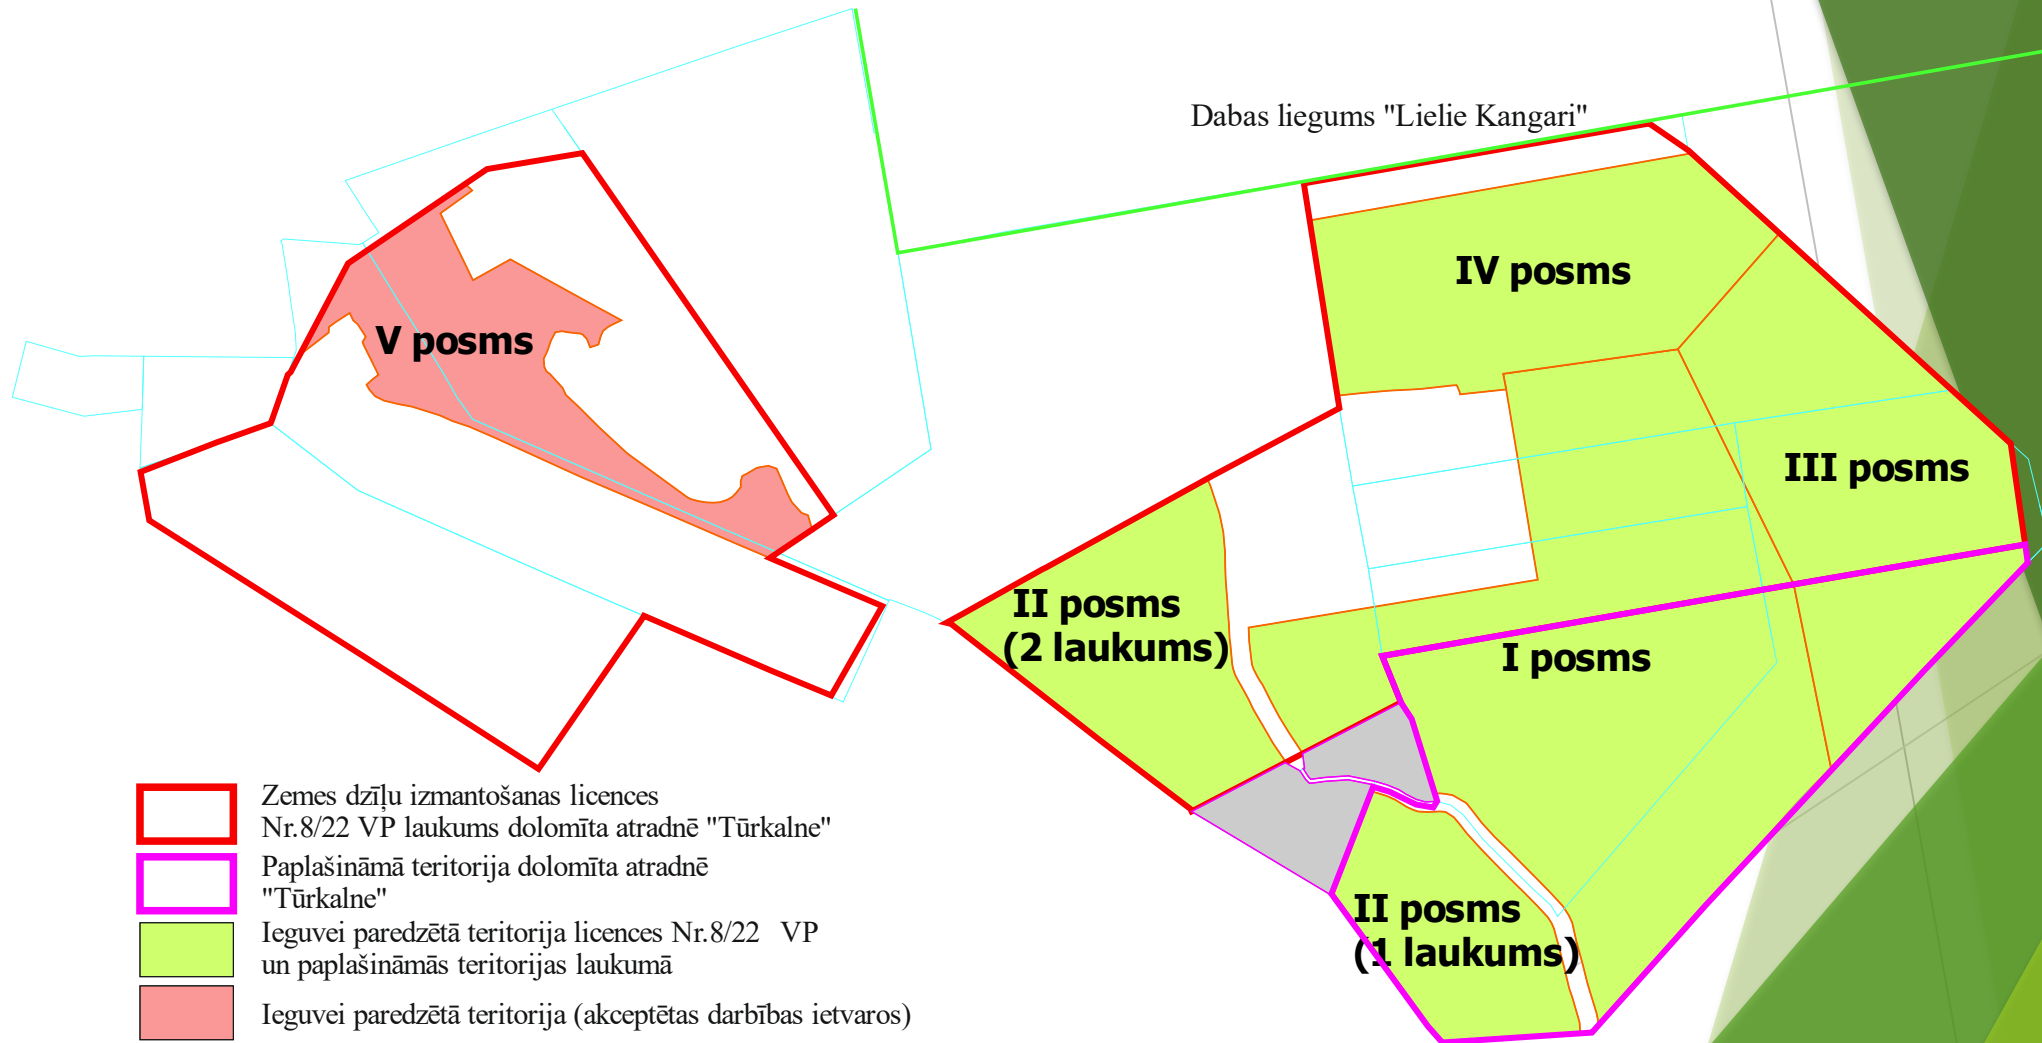 Dabas liegums "Lielie Kangari"
IV posms
V posms
III posms
II posms
(2 laukums)
I posms
II posms
(1 laukums)
Zemes dzīļu izmantošanas licences
Nr.8/22 VP laukums dolomīta atradnē "Tūrkalne"
Paplašināmā teritorija dolomīta atradnē
"Tūrkalne"
Ieguvei paredzētā teritorija licences Nr.8/22 VP
un paplašināmās teritorijas laukumā
Ieguvei paredzētā teritorija (akceptētas darbības ietvaros)